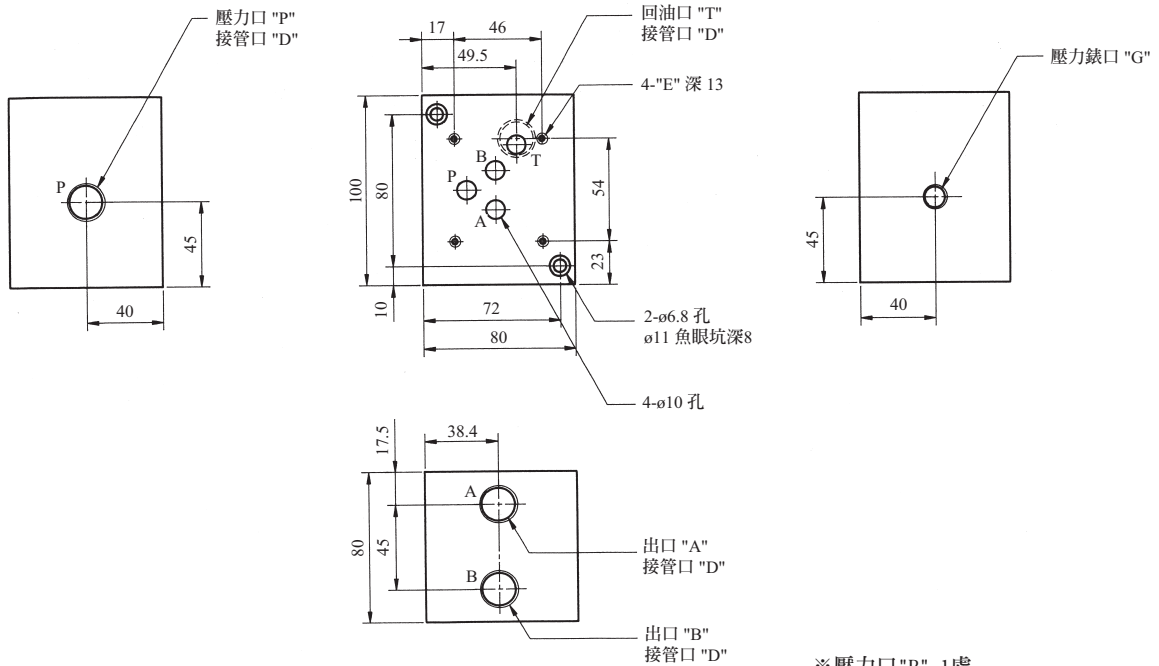 壓力口 "P"
接管口 "D"
P
45
40
17
46
49.5
回油口 "T"
接管口 "D"
4-"E" 深 13
B
T
P
A
100
80
54
23
10
72
80
2-ø6.8 孔
ø11 魚眼坑深8
4-ø10 孔
壓力錶口 "G"
45
40
17.5
38.4
A
80
45
B
出口 "A"
接管口 "D"
出口 "B"
接管口 "D"